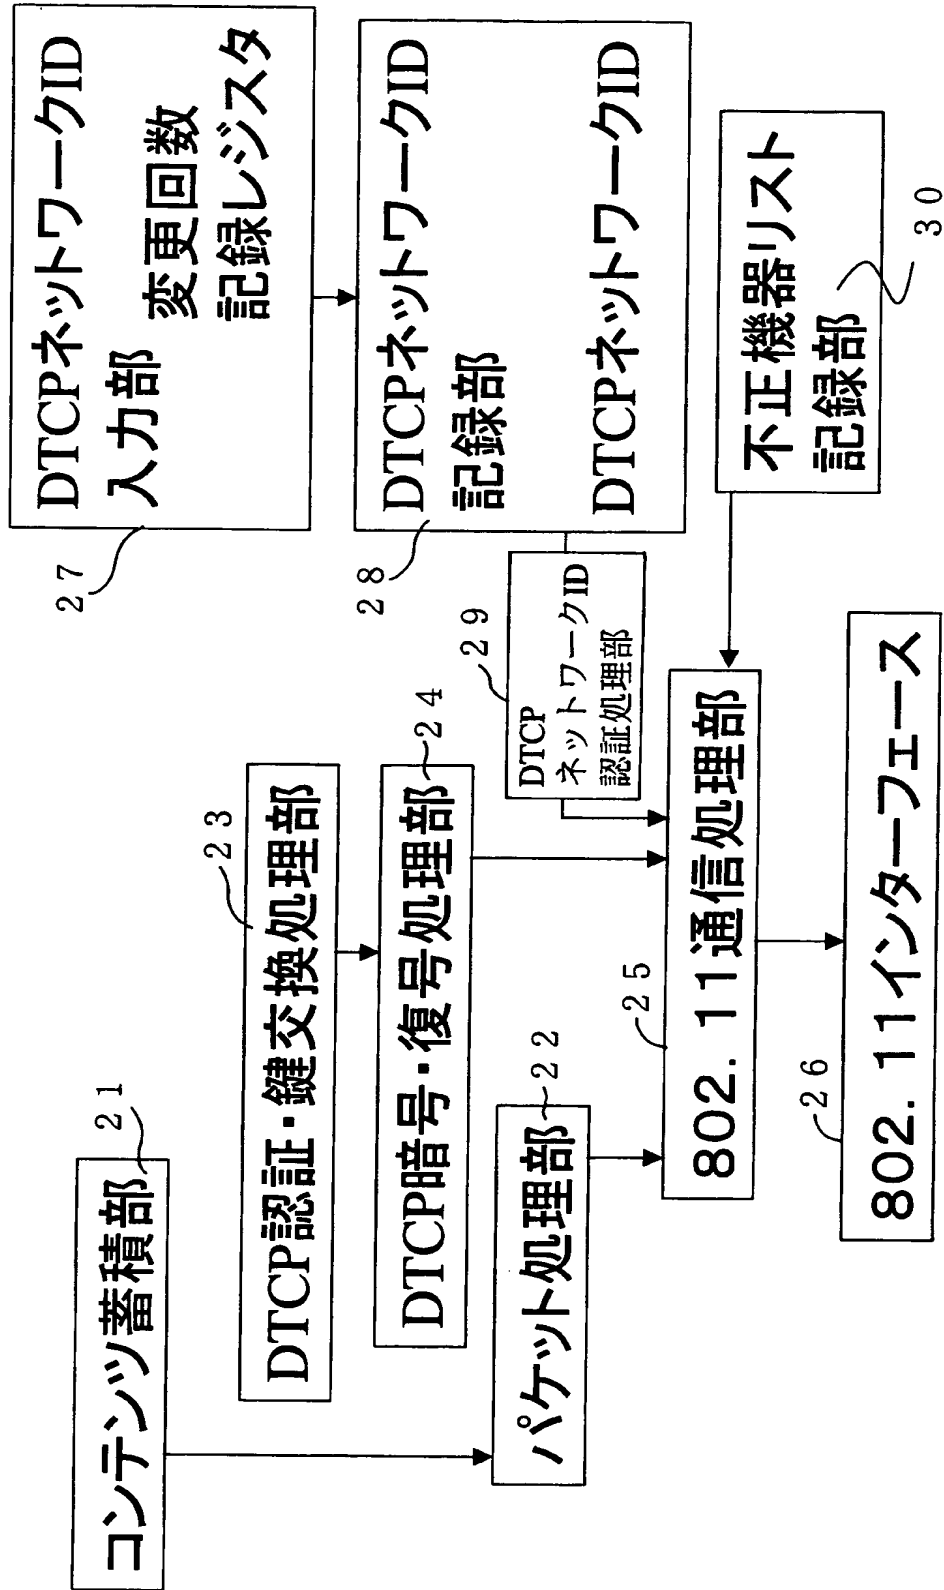 コンテンツ蓄積部
21
DTCP認証・鍵交換処理部
23
DTCP暗号・復号処理部
24
パケット処理部
22
802.11通信処理部
25
802.11インターフェース
26
DTCPネットワークID
入力部
変更回数
記録レジスタ
27
DTCPネットワークID
記録部
DTCPネットワークID
28
DTCP
ネットワークID
認証処理部
29
不正機器リスト
記録部
30